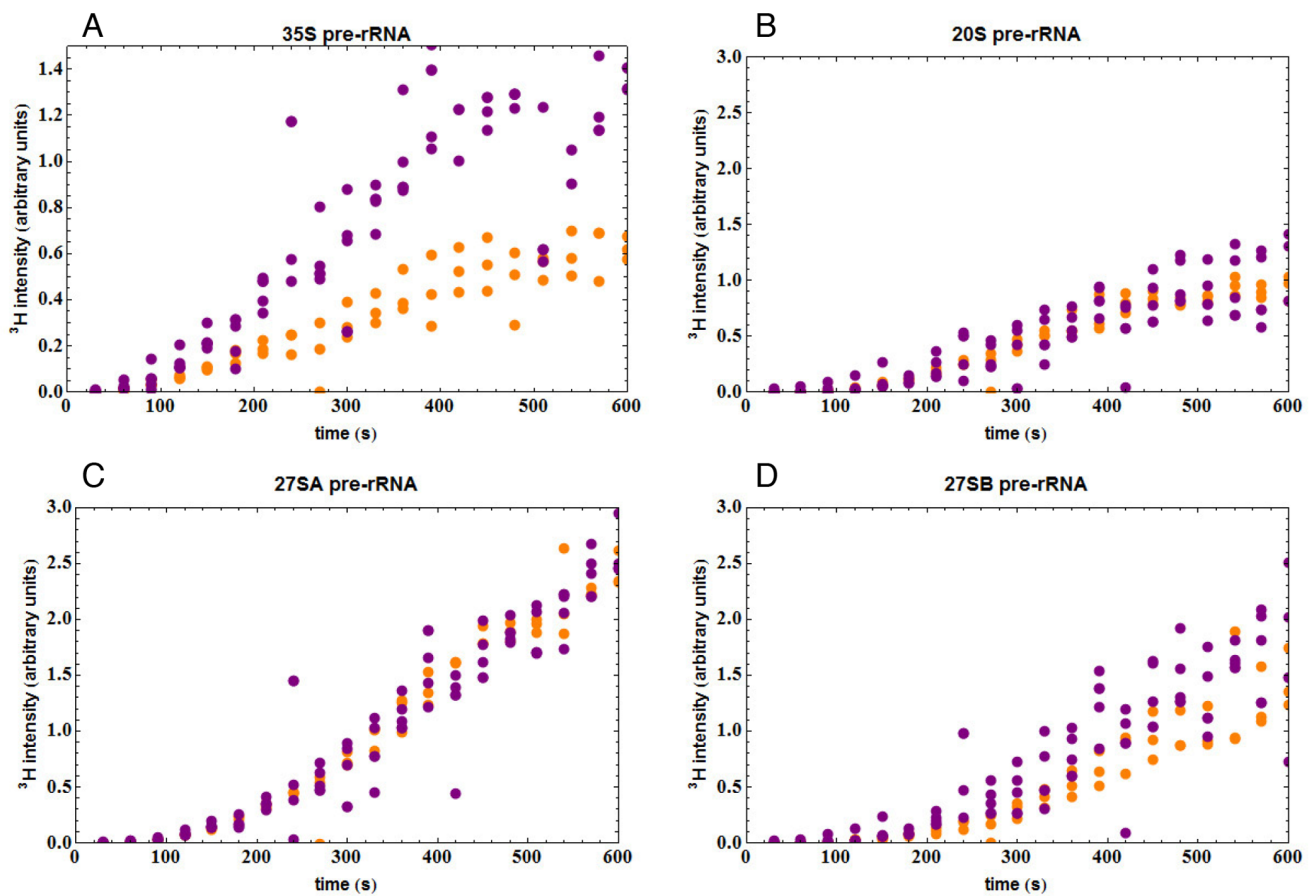 A
35S pre-rRNA
³H intensity (arbitrary units)
1.4
1.2
1.0
0.8
0.6
0.4
0.2
0.0
0 100 200 300 400 500 600
time (s)
B
20S pre-rRNA
³H intensity (arbitrary units)
3.0
2.5
2.0
1.5
1.0
0.5
0.0
0 100 200 300 400 500 600
time (s)
C
27SA pre-rRNA
³H intensity (arbitrary units)
3.0
2.5
2.0
1.5
1.0
0.5
0.0
0 100 200 300 400 500 600
time (s)
D
27SB pre-rRNA
³H intensity (arbitrary units)
3.0
2.5
2.0
1.5
1.0
0.5
0.0
0 100 200 300 400 500 600
time (s)